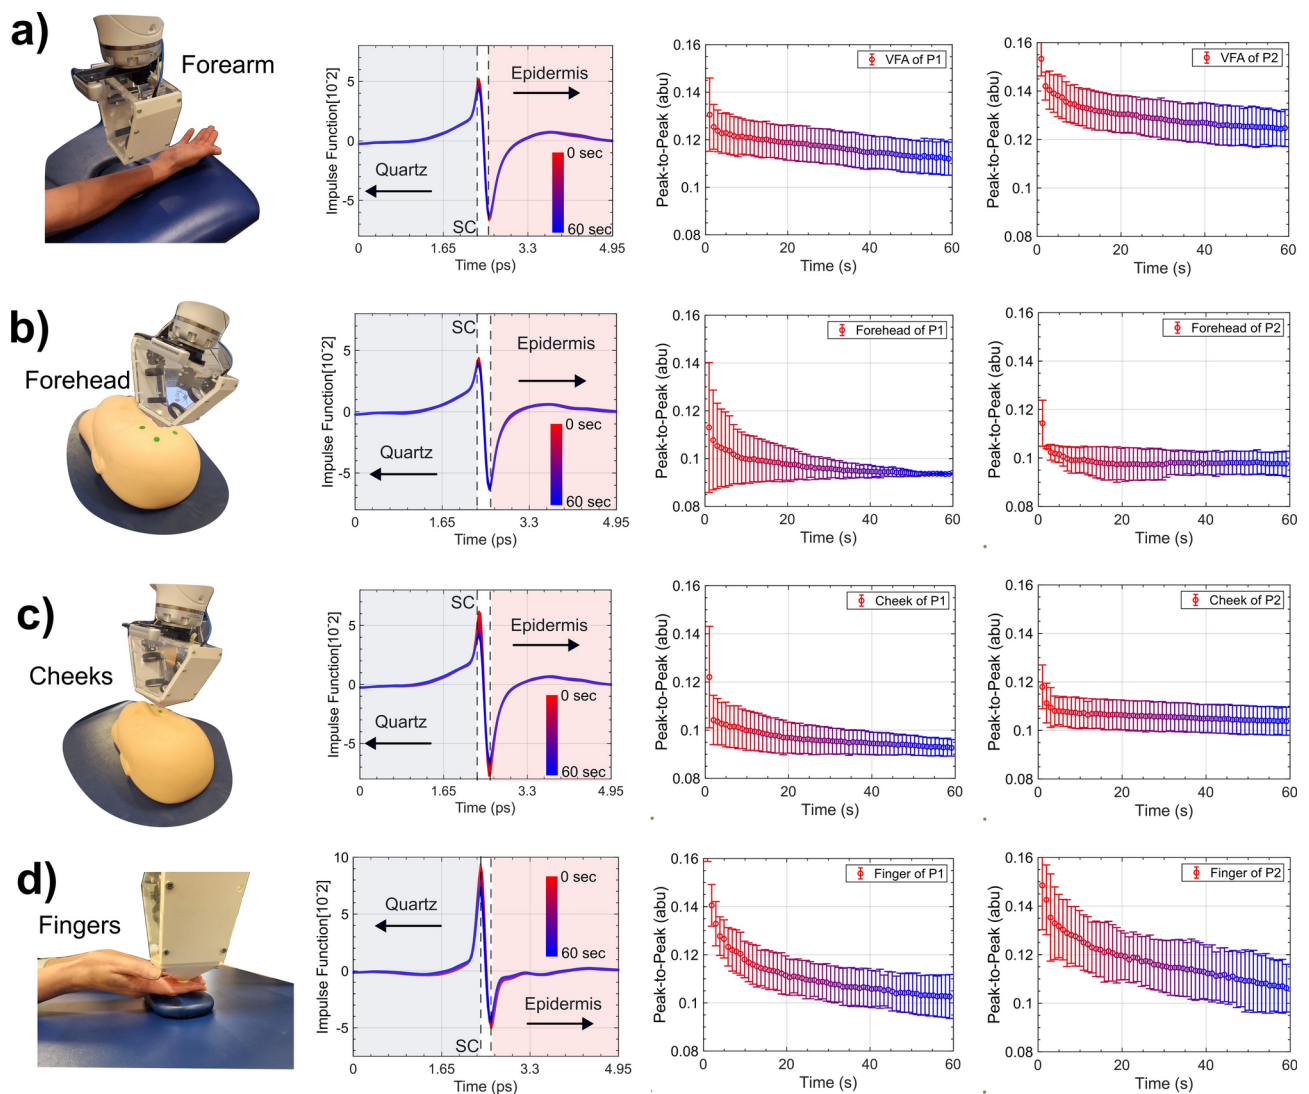 a)
Forearm
Impulse Function[10^-2]
5
0
-5
Epidermis
Quartz
0 sec
60 sec
SC
0
1.65
3.3
4.95
Time (ps)
Peak-to-Peak (abu)
0.16
0.14
0.12
0.1
0.08
VFA of P1
0
20
40
60
Time (s)
Peak-to-Peak (abu)
0.16
0.14
0.12
0.1
0.08
VFA of P2
0
20
40
60
Time (s)
b)
Forehead
Impulse Function[10^-2]
5
0
-5
SC
Epidermis
Quartz
0 sec
60 sec
0
1.65
3.3
4.95
Time (ps)
Peak-to-Peak (abu)
0.16
0.14
0.12
0.1
0.08
Forehead of P1
0
20
40
60
Time (s)
Peak-to-Peak (abu)
0.16
0.14
0.12
0.1
0.08
Forehead of P2
0
20
40
60
Time (s)
c)
Cheeks
Impulse Function[10^-2]
5
0
-5
SC
Epidermis
Quartz
0 sec
60 sec
0
1.65
3.3
4.95
Time (ps)
Peak-to-Peak (abu)
0.16
0.14
0.12
0.1
0.08
Cheek of P1
0
20
40
60
Time (s)
Peak-to-Peak (abu)
0.16
0.14
0.12
0.1
0.08
Cheek of P2
0
20
40
60
Time (s)
d)
Fingers
Impulse Function[10^-2]
10
5
0
-5
Quartz
0 sec
60 sec
Epidermis
SC
0
1.65
3.3
4.95
Time (ps)
Peak-to-Peak (abu)
0.16
0.14
0.12
0.1
0.08
Finger of P1
0
20
40
60
Time (s)
Peak-to-Peak (abu)
0.16
0.14
0.12
0.1
0.08
Finger of P2
0
20
40
60
Time (s)